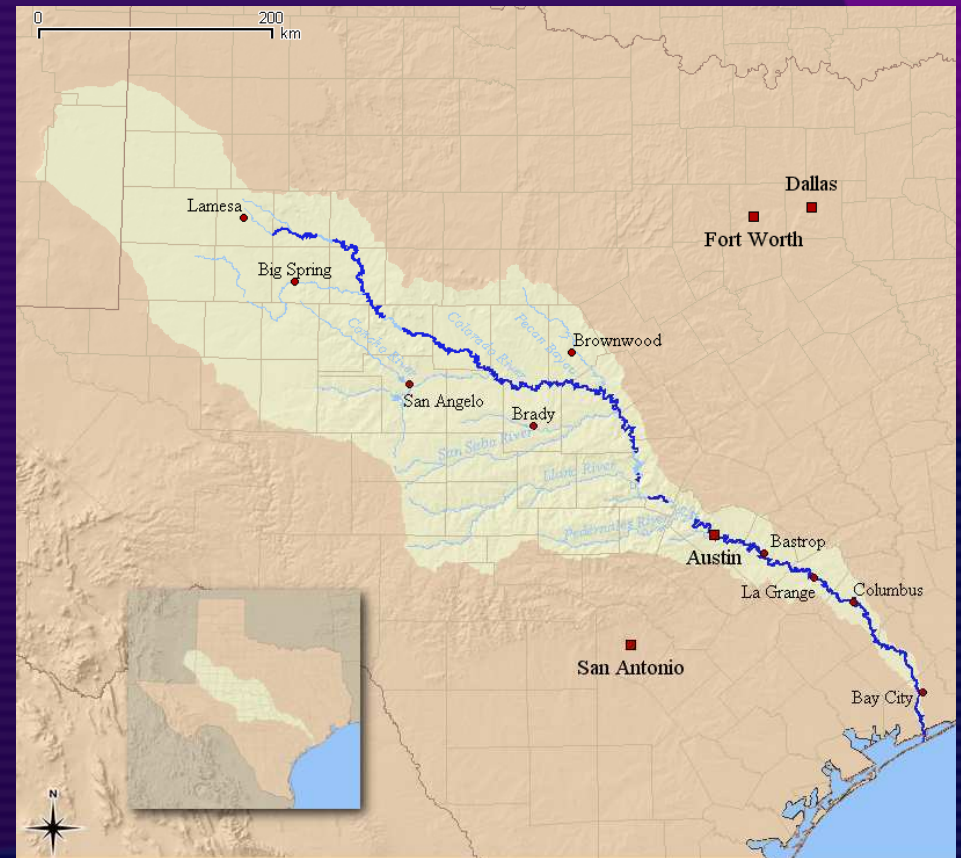 0 200
km
Dallas
Lamesa
Fort Worth
Big Spring
Colorado River
Pecan Bayou
Concho River
Brownwood
San Angelo
Brady
San Saba River
Llano River
Pedernales River
Bastrop
Austin
La Grange
Columbus
San Antonio
Bay City
N